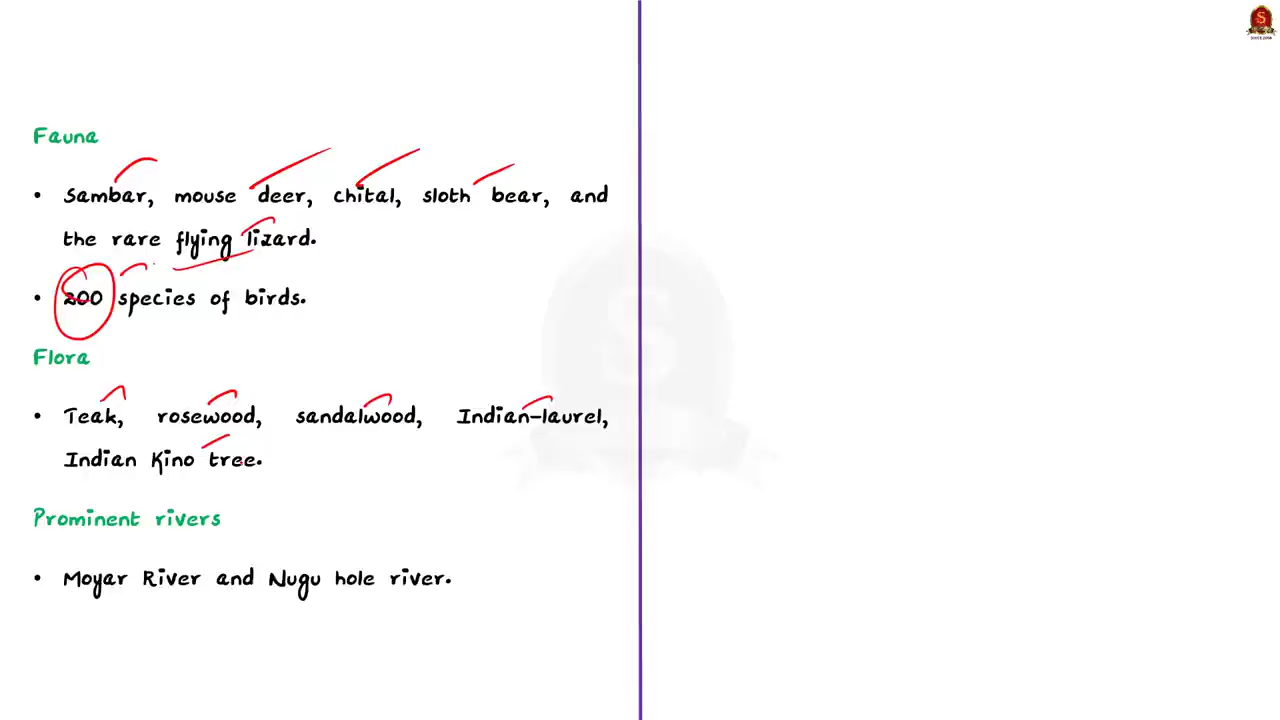 Fauna
• Sambar, mouse deer, chital, sloth bear, and
the rare flying lizard.
• 200 species of birds.
Flora
• Teak, rosewood, sandalwood, Indian-laurel,
Indian Kino tree.
Prominent rivers
• Moyar River and Nugu hole river.